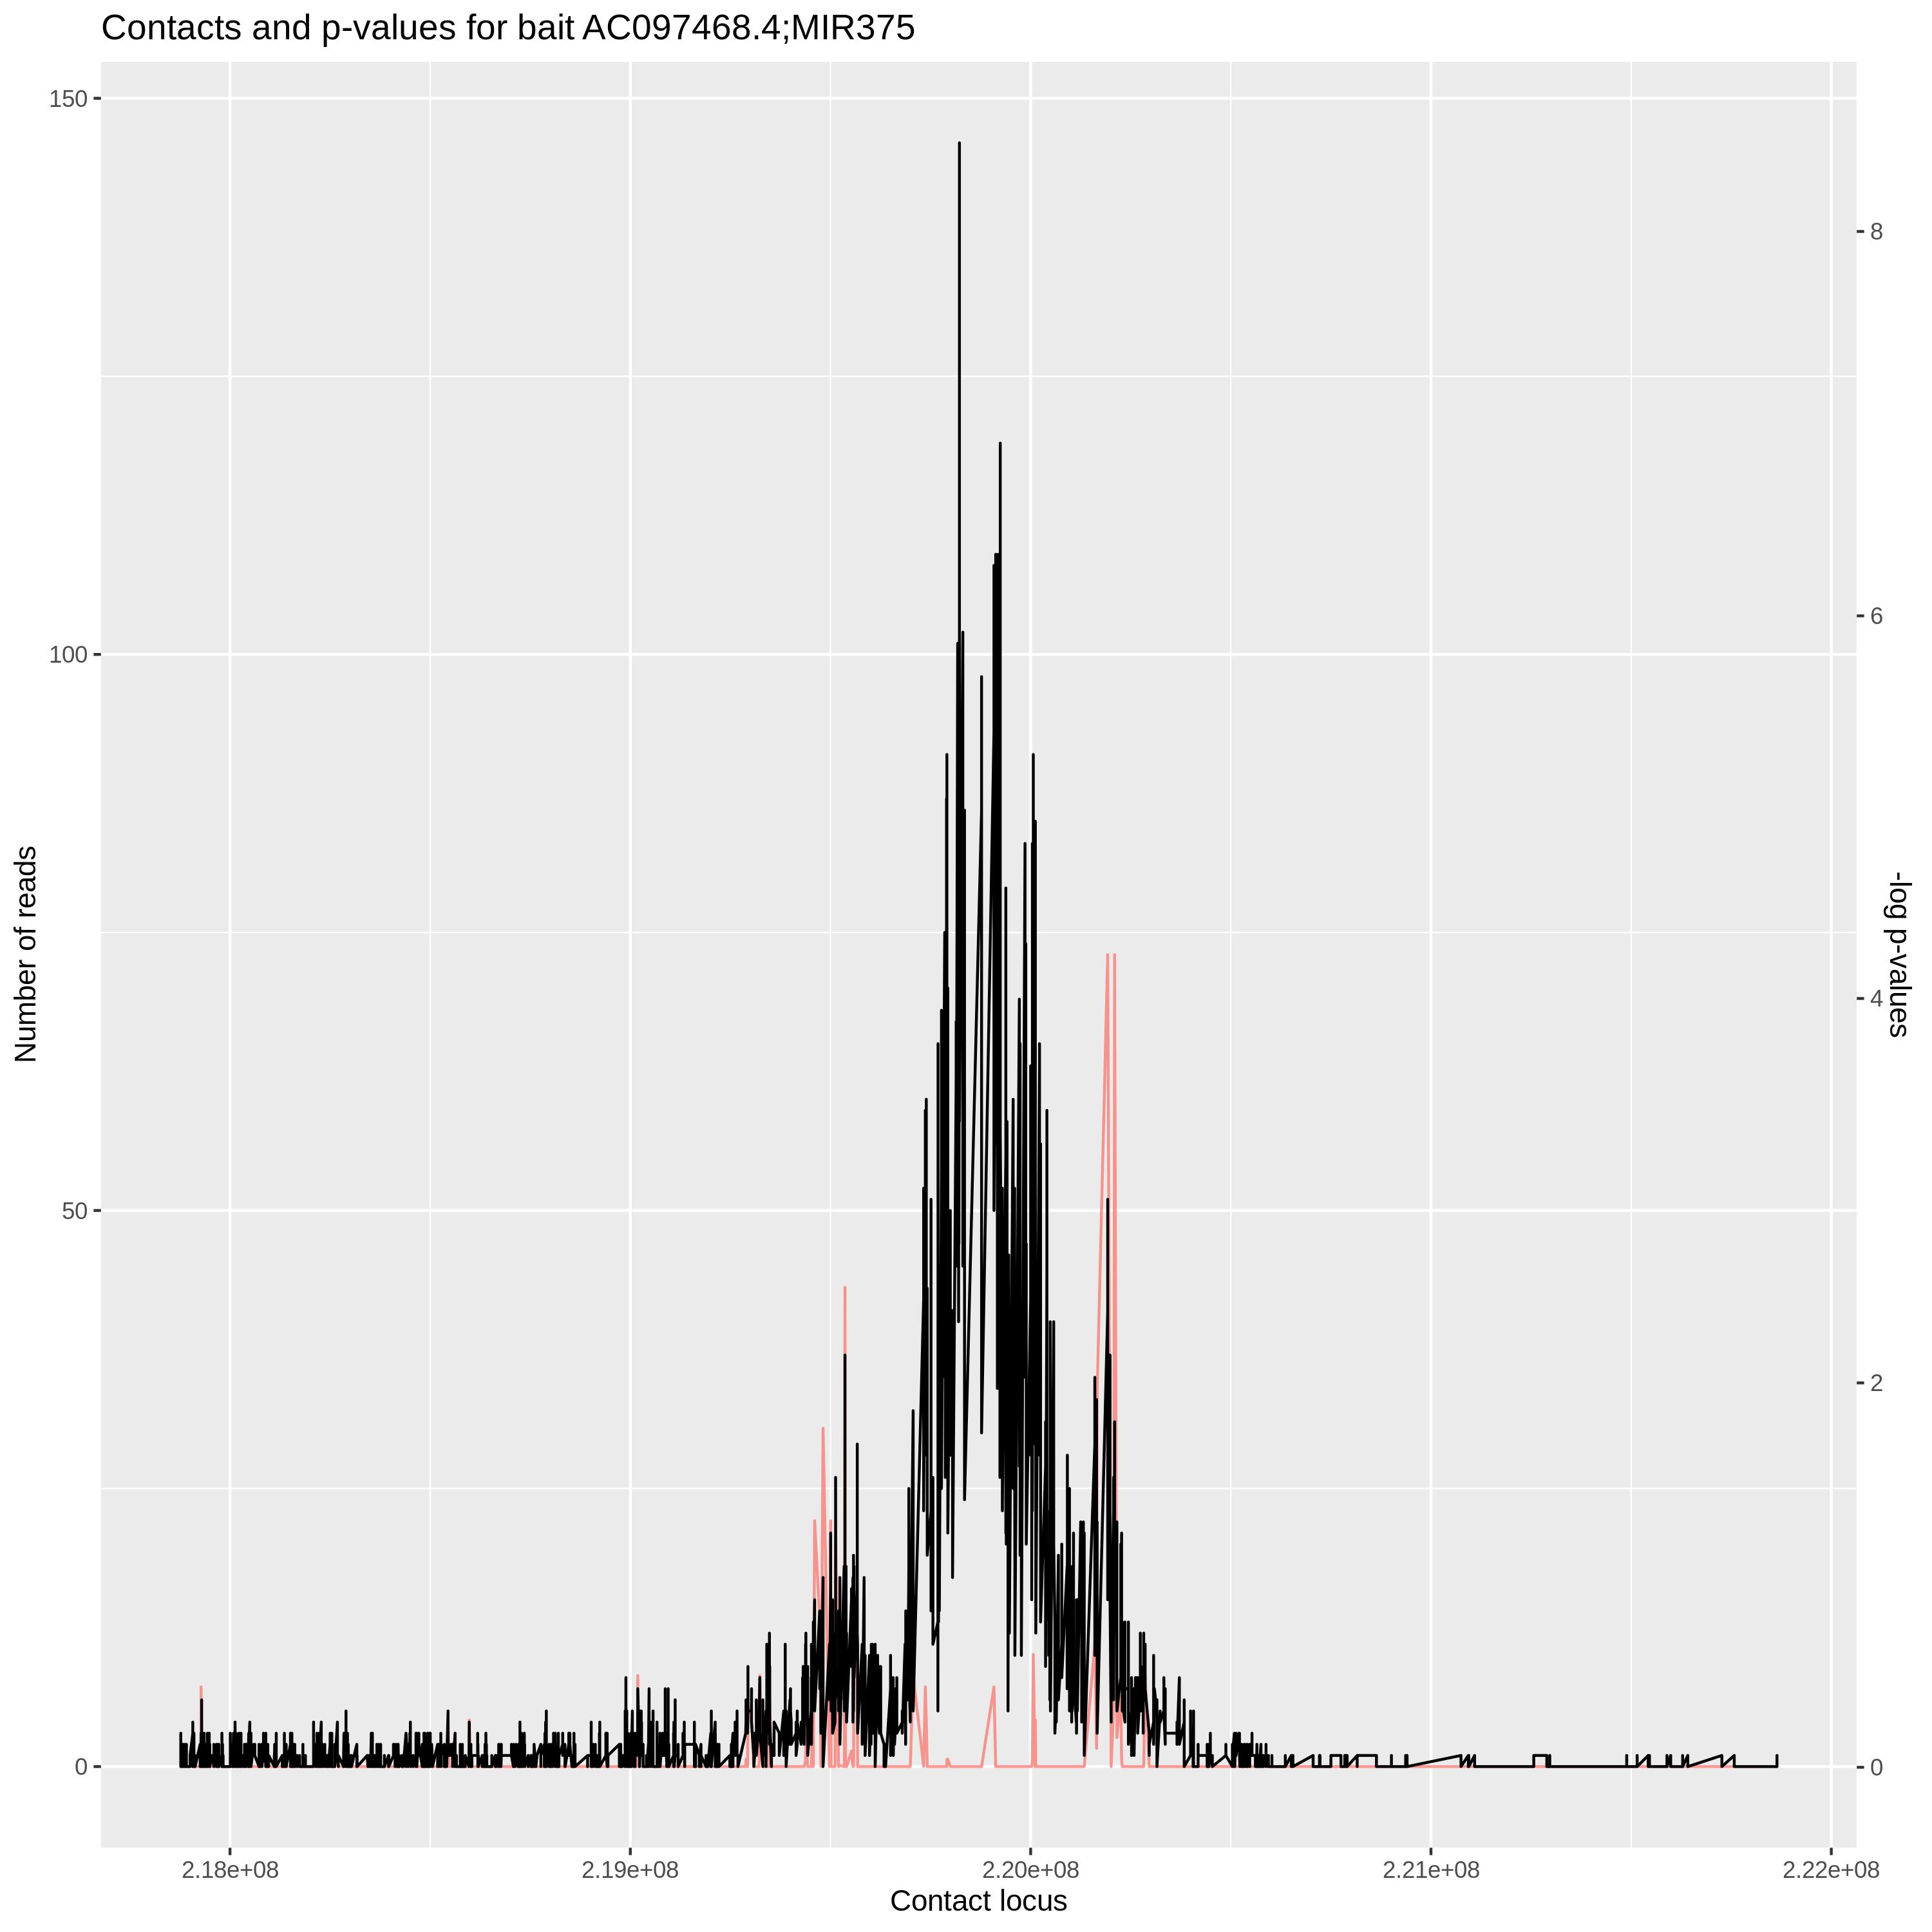 Contacts and p-values for bait AC097468.4;MIR375
150
100
50
0
Number of reads
8
6
4
2
0
-log p-values
2.18e+08
2.19e+08
2.20e+08
2.21e+08
2.22e+08
Contact locus